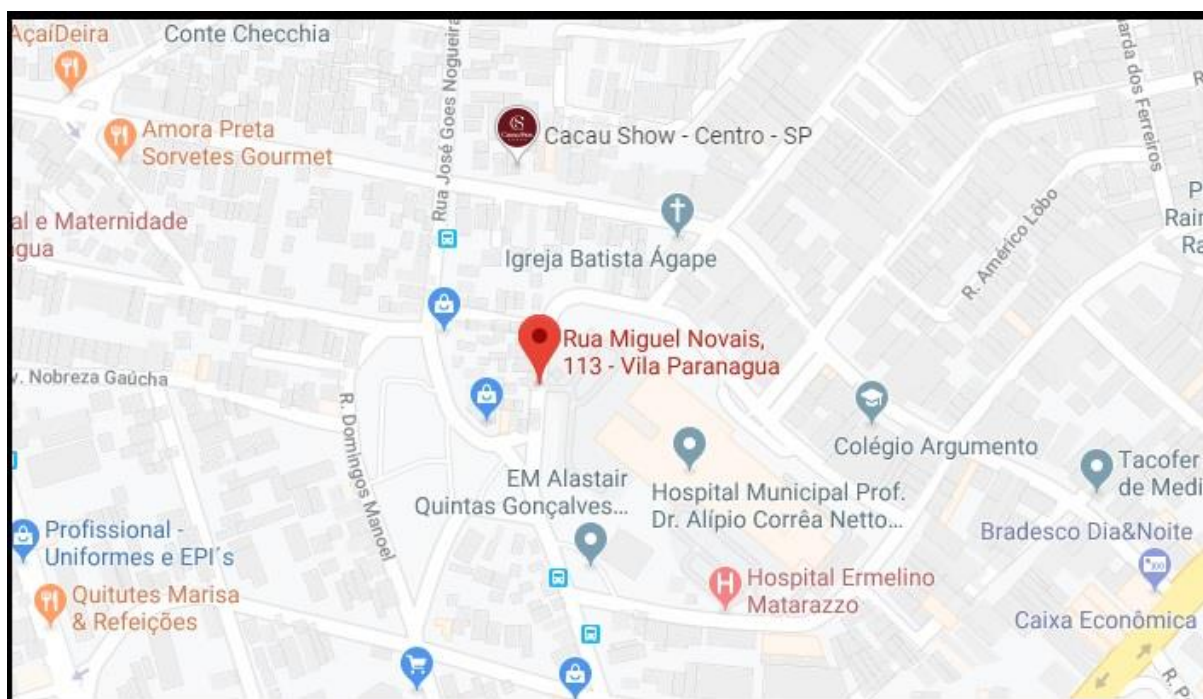 AçaíDeira
Conte Checchia
Rua José Goes Nogueira
arda dos Ferreiros
R
Amora Preta
Sorvetes Gourmet
Cacau Show - Centro - SP
al e Maternidade
gua
Igreja Batista Ágape
R. Américo Lôbo
P
Rair
Ra
Rua Miguel Novais,
113 - Vila Paranagua
v. Nobreza Gaúcha
R. Domingos Manoel
Colégio Argumento
EM Alastair
Quintas Gonçalves...
Hospital Municipal Prof.
Dr. Alípio Corrêa Netto...
Tacofer
de Medi
Bradesco Dia&Noite
Profissional -
Uniformes e EPI´s
Quitutes Marisa
& Refeições
H
Hospital Ermelino
Matarazzo
Caixa Econômica